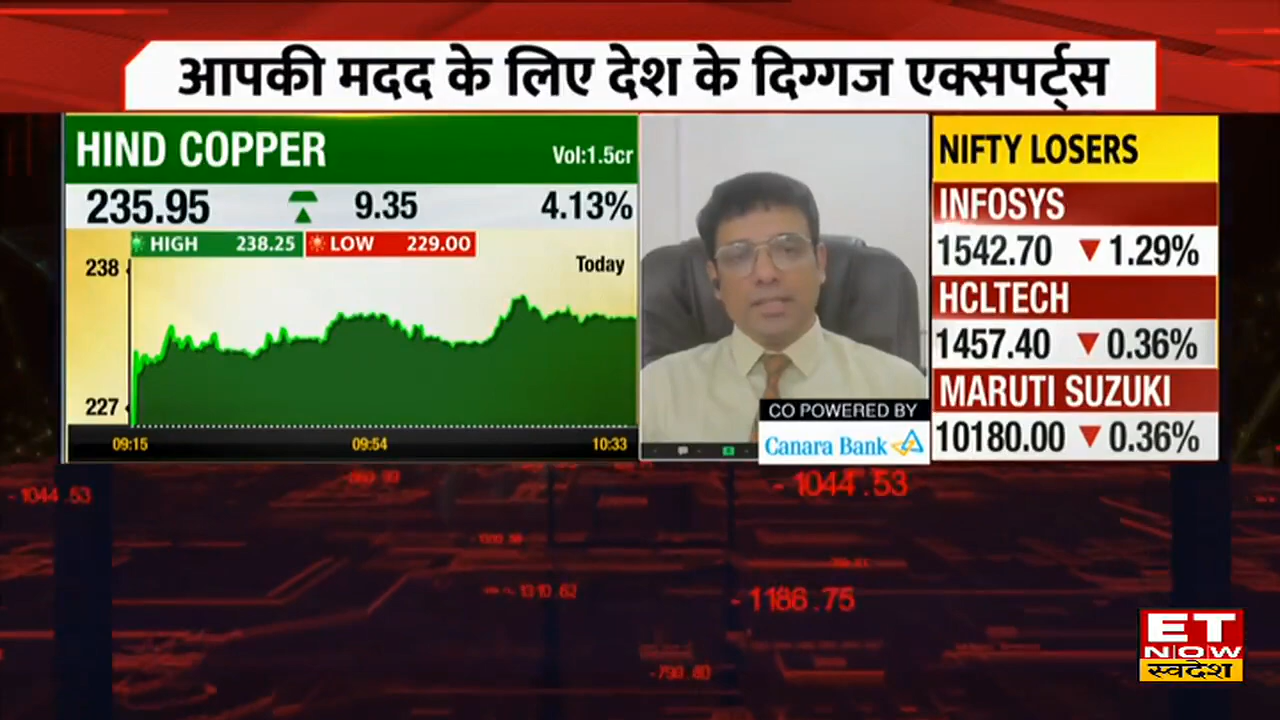 आपकी मदद के लिए देश के दिग्गज एक्सपर्ट्स
HIND COPPER
Vol:1.5cr
235.95 9.35 4.13%
HIGH 238.25 LOW 229.00
Today
238
227
09:15 09:54 10:33
CO POWERED BY
Canara Bank
NIFTY LOSERS
INFOSYS
1542.70 1.29%
HCLTECH
1457.40 0.36%
MARUTI SUZUKI
10180.00 0.36%
-1044.53
-1044.53
-1186.75
ET
NOW
स्वदेश